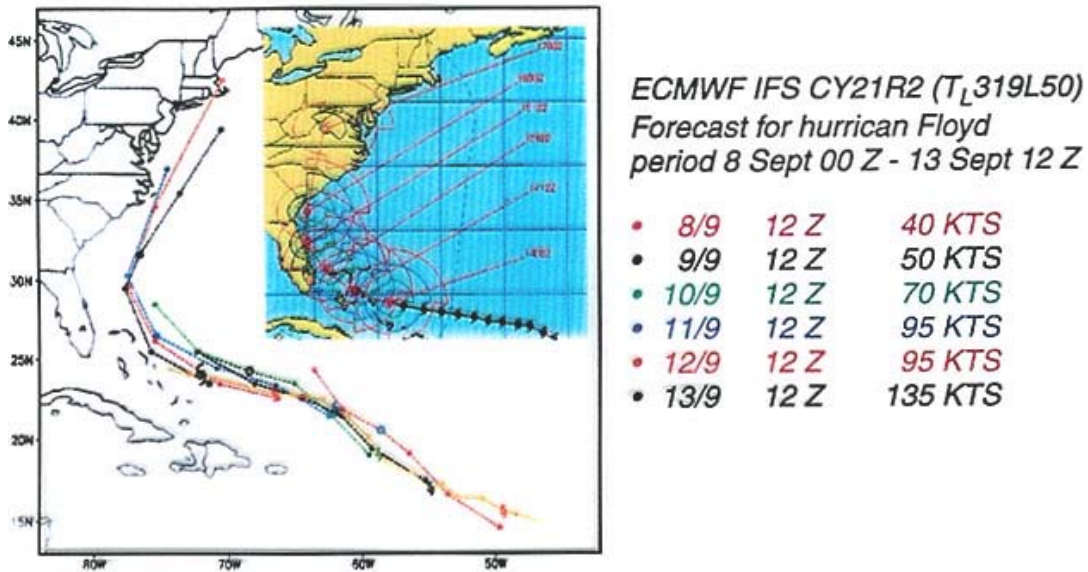 45N
40N
35N
30N
25N
20N
15N
80W
70W
60W
50W
ECMWF IFS CY21R2 (TL319L50)
Forecast for hurrican Floyd
period 8 Sept 00 Z - 13 Sept 12 Z
• 8/9 12 Z 40 KTS
• 9/9 12 Z 50 KTS
• 10/9 12 Z 70 KTS
• 11/9 12 Z 95 KTS
• 12/9 12 Z 95 KTS
• 13/9 12 Z 135 KTS